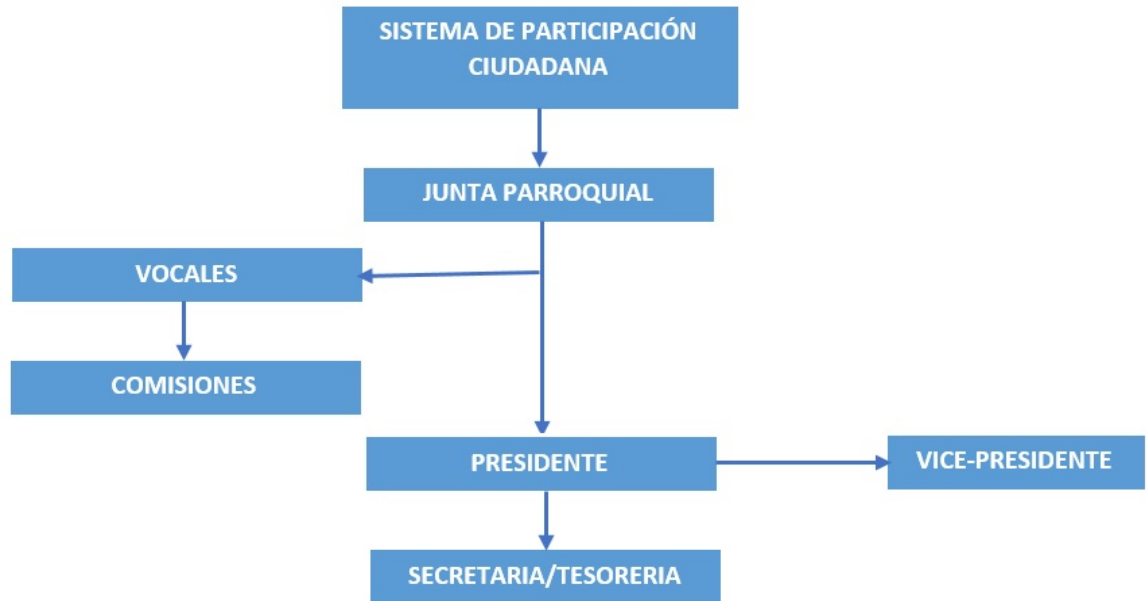 SISTEMA DE PARTICIPACIÓN
CIUDADANA
JUNTA PARROQUIAL
VOCALES
COMISIONES
PRESIDENTE
VICE-PRESIDENTE
SECRETARIA/TESORERIA